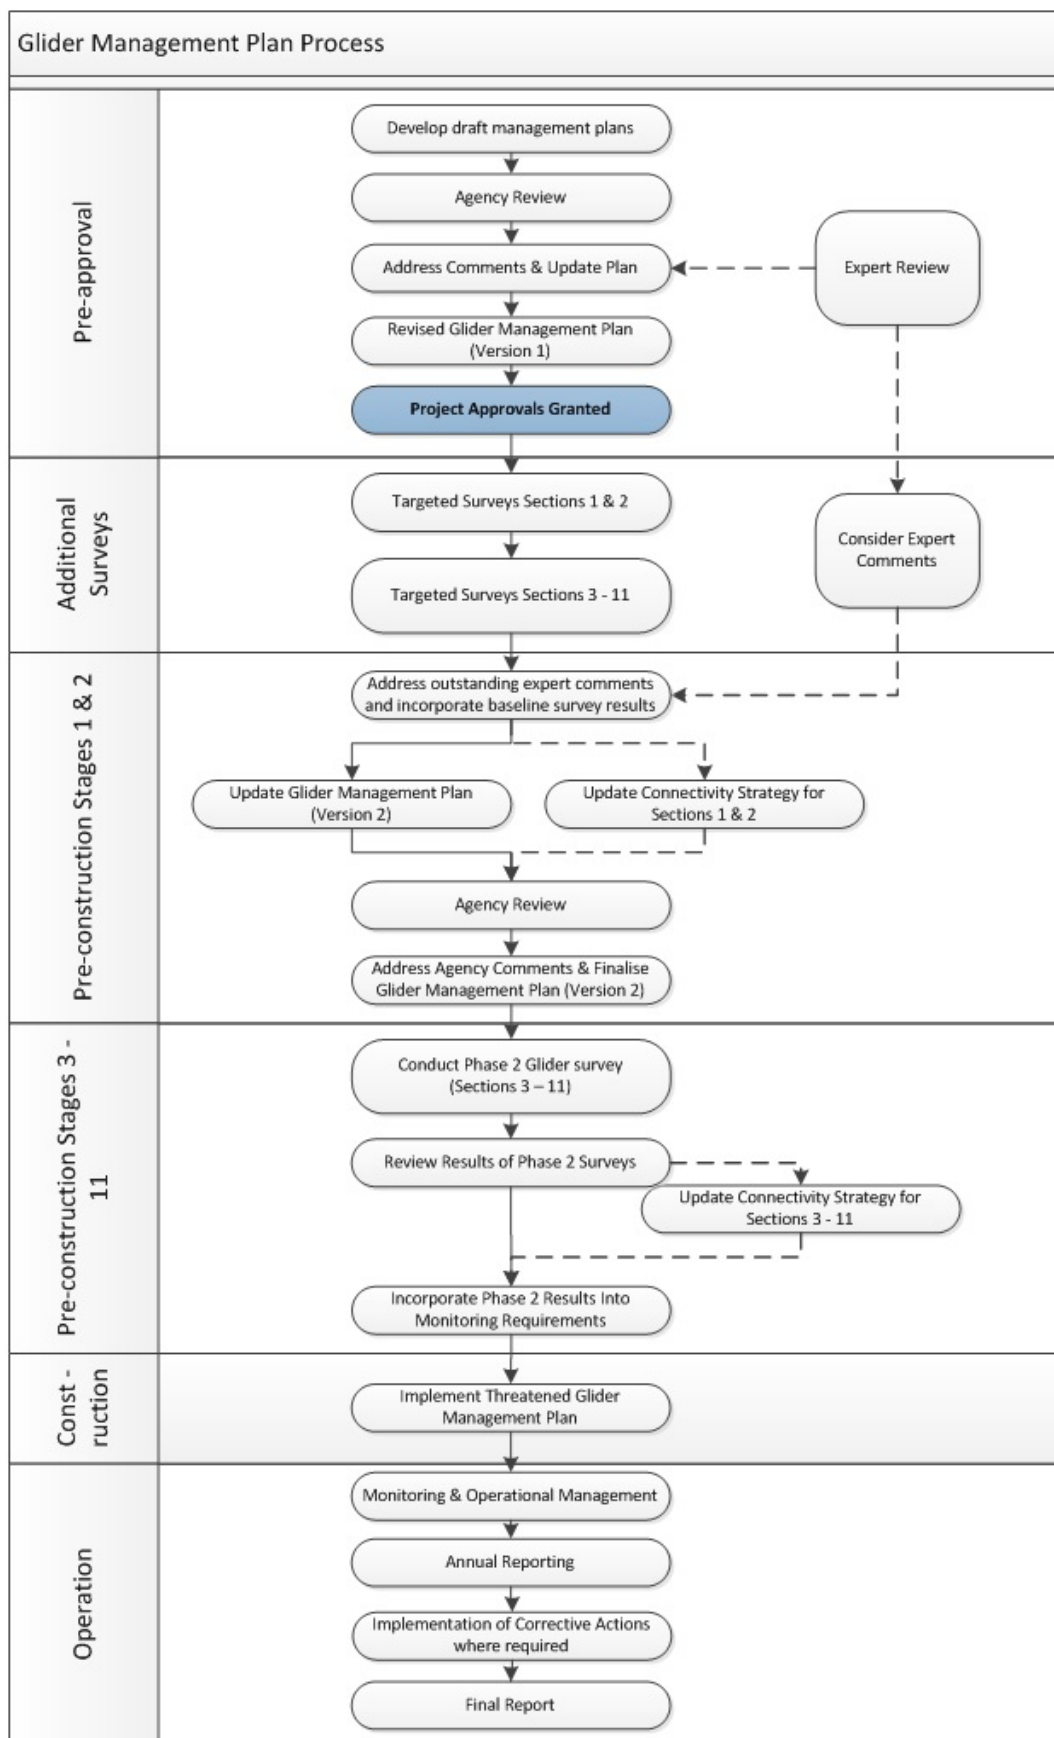 Glider Management Plan Process
Pre-approval
Develop draft management plans
Agency Review
Address Comments & Update Plan
Expert Review
Revised Glider Management Plan
(Version 1)
Project Approvals Granted
Additional
Surveys
Targeted Surveys Sections 1 & 2
Consider Expert
Comments
Targeted Surveys Sections 3 - 11
Pre-construction Stages 1 & 2
Address outstanding expert comments
and incorporate baseline survey results
Update Glider Management Plan
(Version 2)
Update Connectivity Strategy for
Sections 1 & 2
Agency Review
Address Agency Comments & Finalise
Glider Management Plan (Version 2)
Pre-construction Stages 3 -
11
Conduct Phase 2 Glider survey
(Sections 3 – 11)
Review Results of Phase 2 Surveys
Update Connectivity Strategy for
Sections 3 - 11
Incorporate Phase 2 Results Into
Monitoring Requirements
Const -
ruction
Implement Threatened Glider
Management Plan
Operation
Monitoring & Operational Management
Annual Reporting
Implementation of Corrective Actions
where required
Final Report